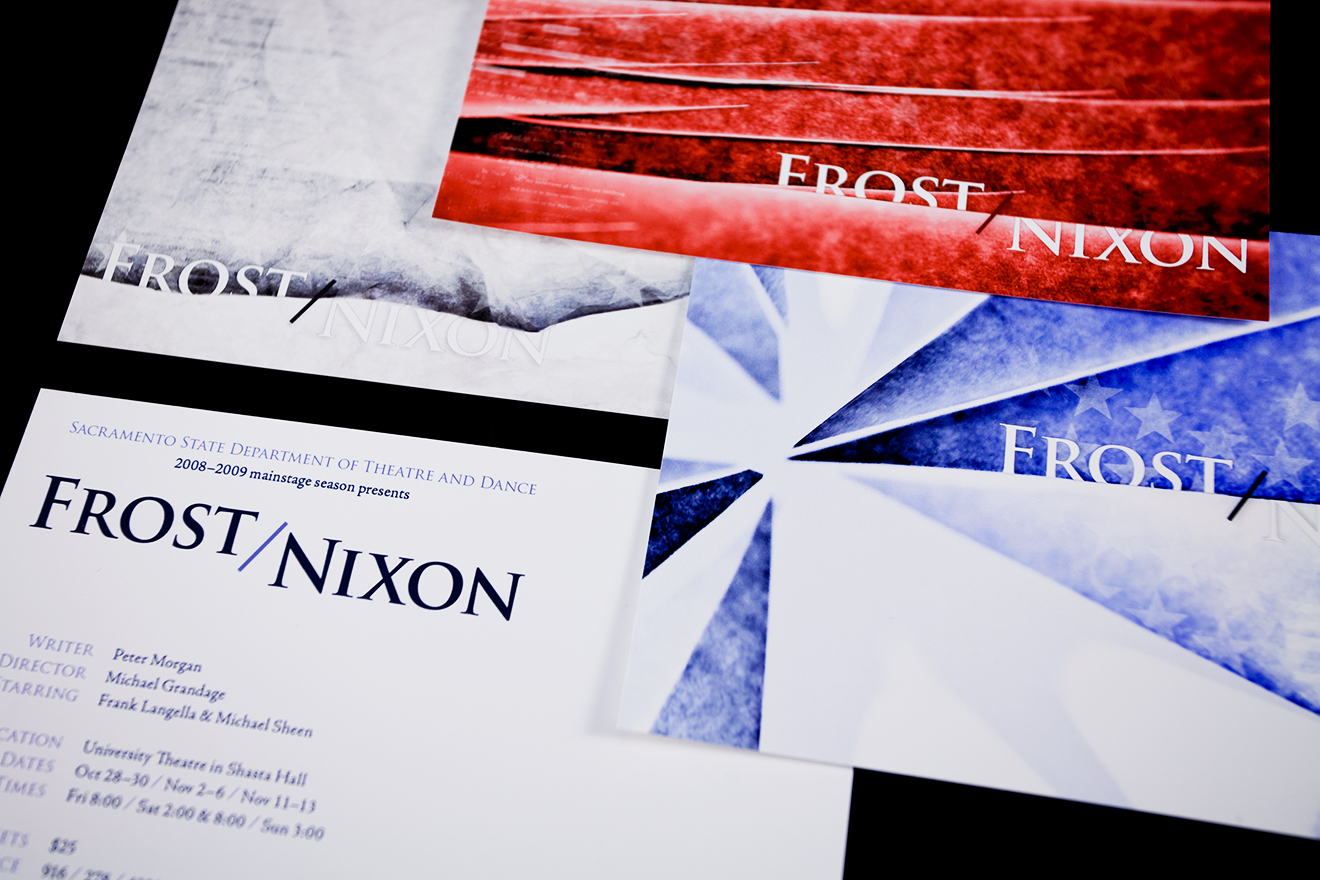 FROST/
NIXON
FROST/
NIXON
FROST/
SACRAMENTO STATE DEPARTMENT OF THEATRE AND DANCE
2008–2009 mainstage season presents
FROST/NIXON
WRITER Peter Morgan
DIRECTOR Michael Grandage
STARRING Frank Langella & Michael Sheen
University Theatre in Shasta Hall
DATES Oct 28–30 / Nov 2–6 / Nov 11–13
TIMES Fri 8:00 / Sat 2:00 & 8:00 / Sun 3:00
$25
916 / 278 /